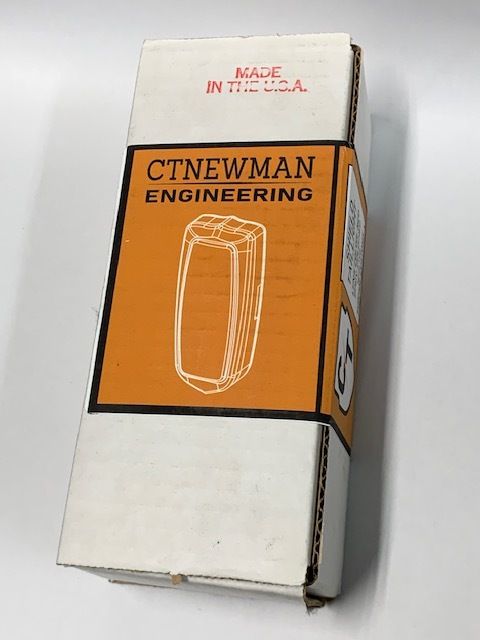 MADE
IN THE U.S.A.
CTNEWMAN
ENGINEERING
CT